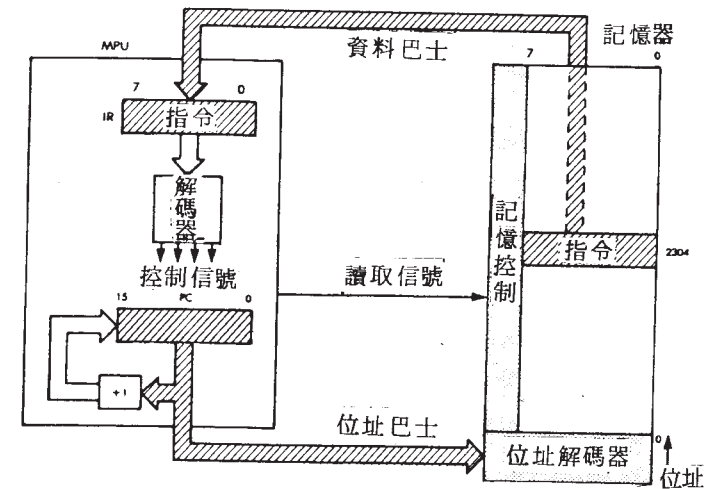 資料巴士
記憶器
MPU
7 0
7 0
IR
指令
解碼器
控制信號
15 PC 0
+1
讀取信號
記憶控制
指令
2304
位址巴士
0
位址解碼器
位址